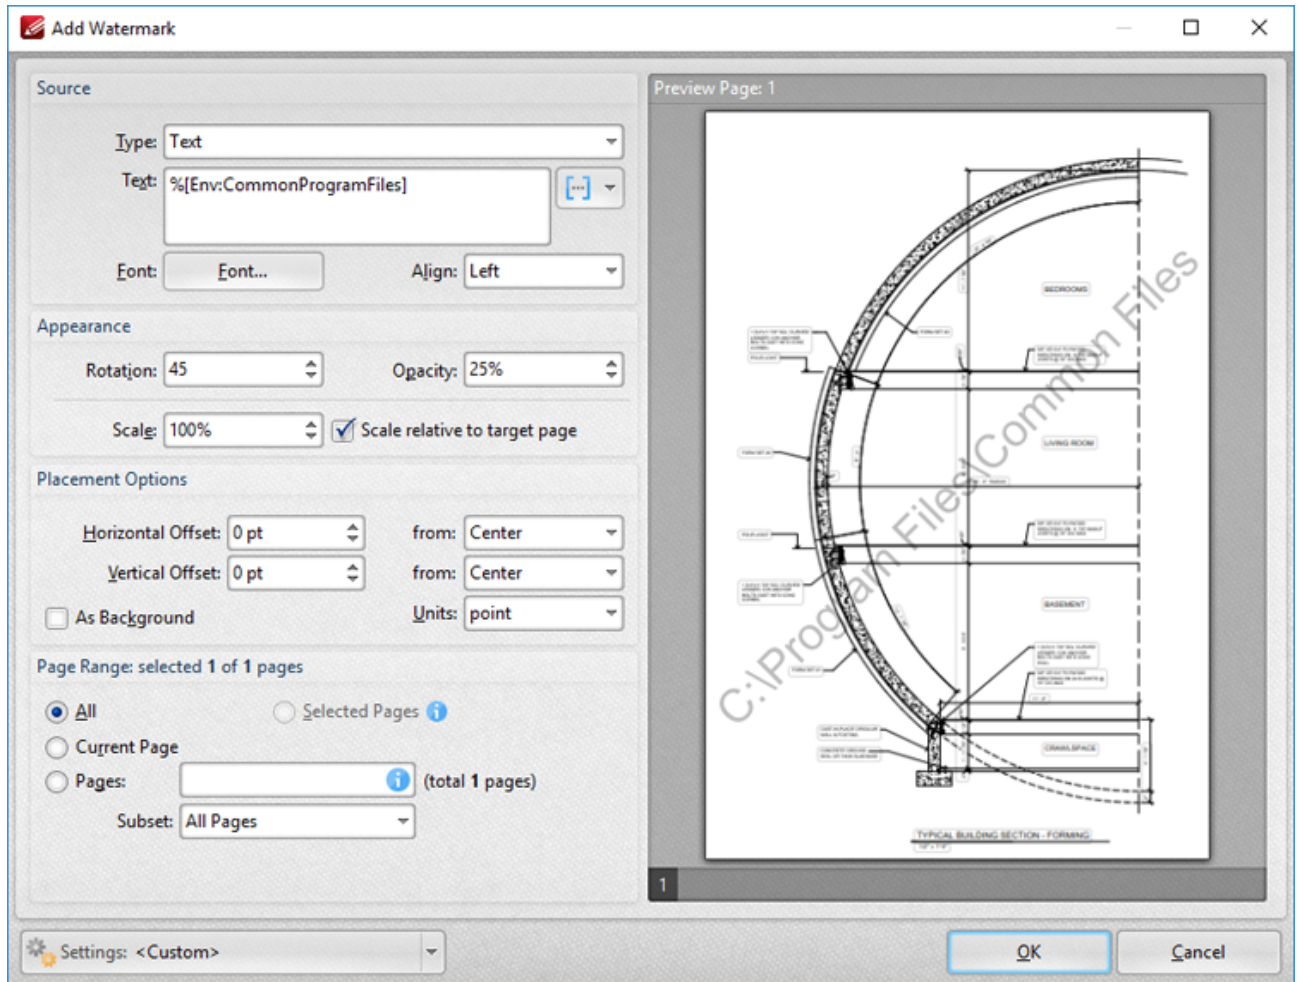 Add Watermark
Source
Type: Text
Text: %[Env:CommonProgramFiles]
Font: Font... Align: Left
Appearance
Rotation: 45 Opacity: 25%
Scale: 100% Scale relative to target page
Placement Options
Horizontal Offset: 0 pt from: Center
Vertical Offset: 0 pt from: Center
As Background Units: point
Page Range: selected 1 of 1 pages
All Selected Pages
Current Page
Pages: (total 1 pages)
Subset: All Pages
Preview Page: 1
BEDROOMS
LIVING ROOM
BASEMENT
CRAWLSPACE
C:\Program Files\Common Files
TYPICAL BUILDING SECTION - FORMING
1
Settings: <Custom>
OK Cancel